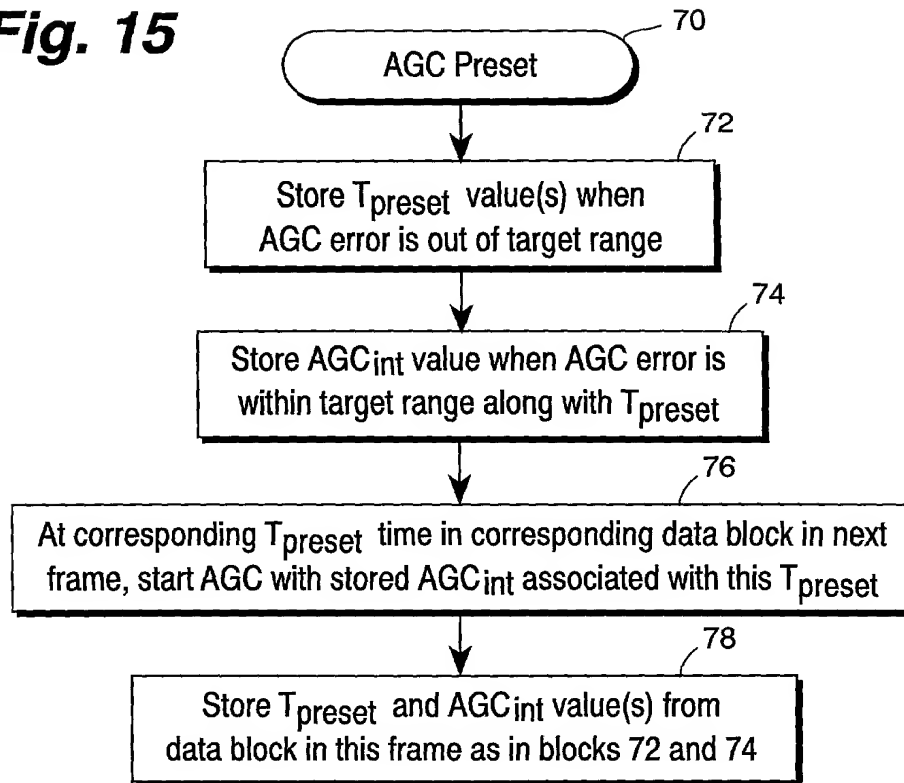 Fig. 15
70
AGC Preset
72
Store Tpreset value(s) when
AGC error is out of target range
74
Store AGCint value when AGC error is
within target range along with Tpreset
76
At corresponding Tpreset time in corresponding data block in next
frame, start AGC with stored AGCint associated with this Tpreset
78
Store Tpreset and AGCint value(s) from
data block in this frame as in blocks 72 and 74